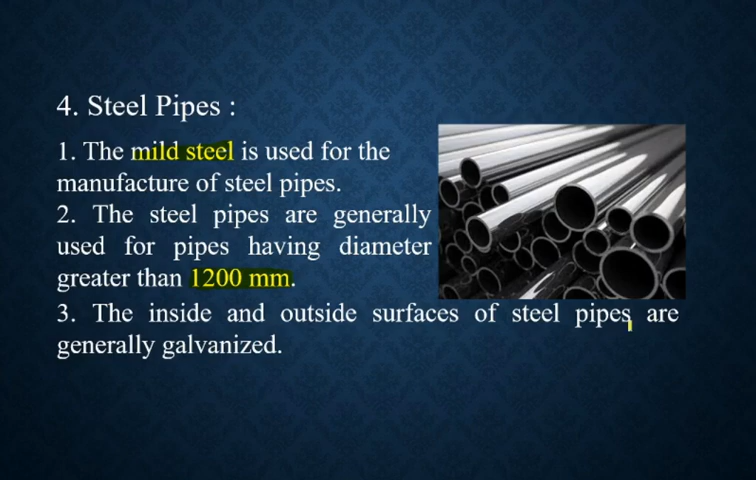 4. Steel Pipes :
1. The mild steel is used for the
manufacture of steel pipes.
2. The steel pipes are generally
used for pipes having diameter
greater than 1200 mm.
3. The inside and outside surfaces of steel pipes are
generally galvanized.